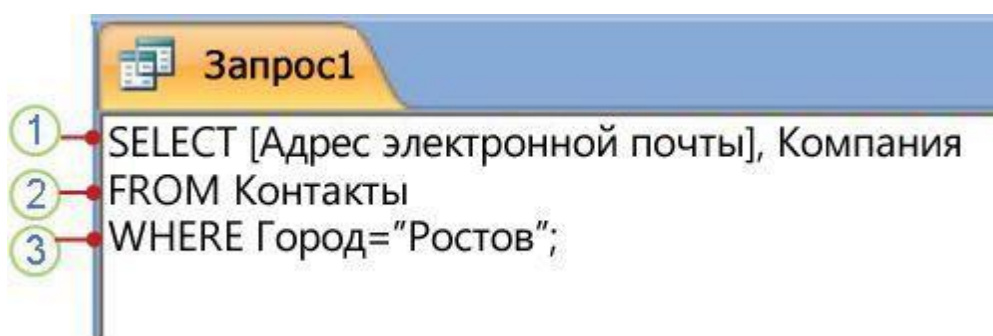 Запрос1
1 SELECT [Адрес электронной почты], Компания
2 FROM Контакты
3 WHERE Город=″Ростов″;